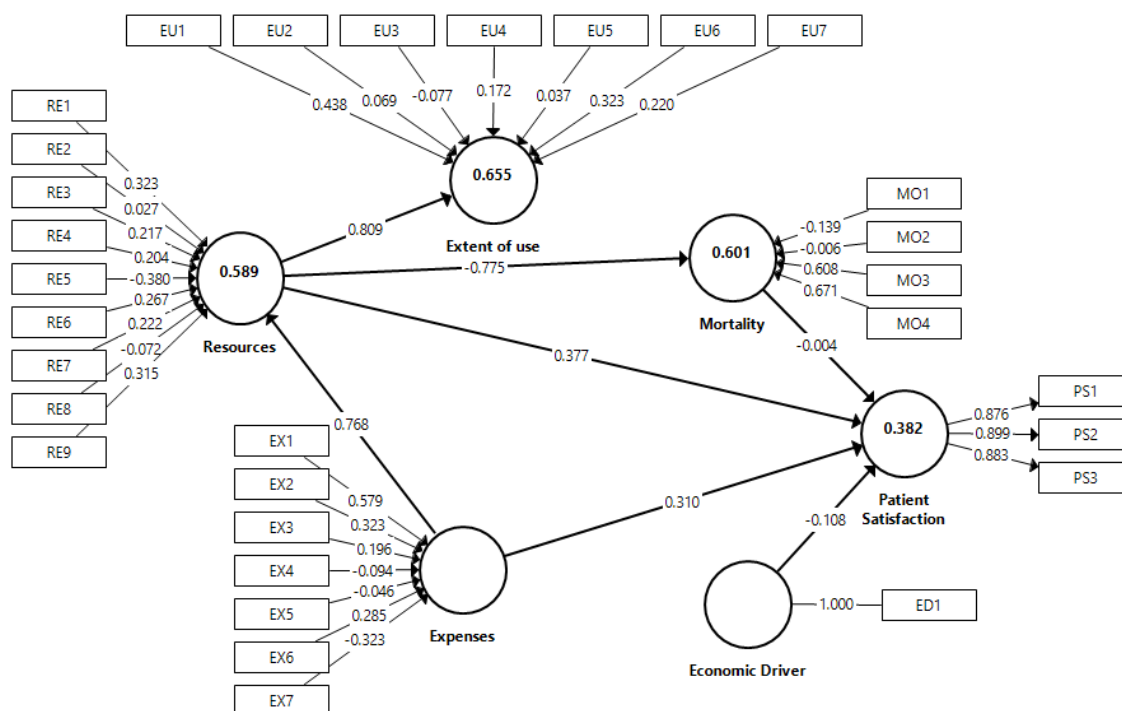 EU1
EU2
EU3
EU4
EU5
EU6
EU7
0.438
0.069
-0.077
0.172
0.037
0.323
0.220
0.655
Extent of use
RE1
RE2
RE3
RE4
RE5
RE6
RE7
RE8
RE9
0.323
0.027
0.217
0.204
-0.380
0.267
0.222
-0.072
0.315
0.589
Resources
0.809
-0.775
0.377
0.768
MO1
MO2
MO3
MO4
-0.139
-0.006
0.608
0.671
0.601
Mortality
-0.004
PS1
PS2
PS3
0.876
0.899
0.883
0.382
Patient
Satisfaction
EX1
EX2
EX3
EX4
EX5
EX6
EX7
0.579
0.323
0.196
-0.094
-0.046
0.285
-0.323
Expenses
0.310
-0.108
1.000
ED1
Economic Driver